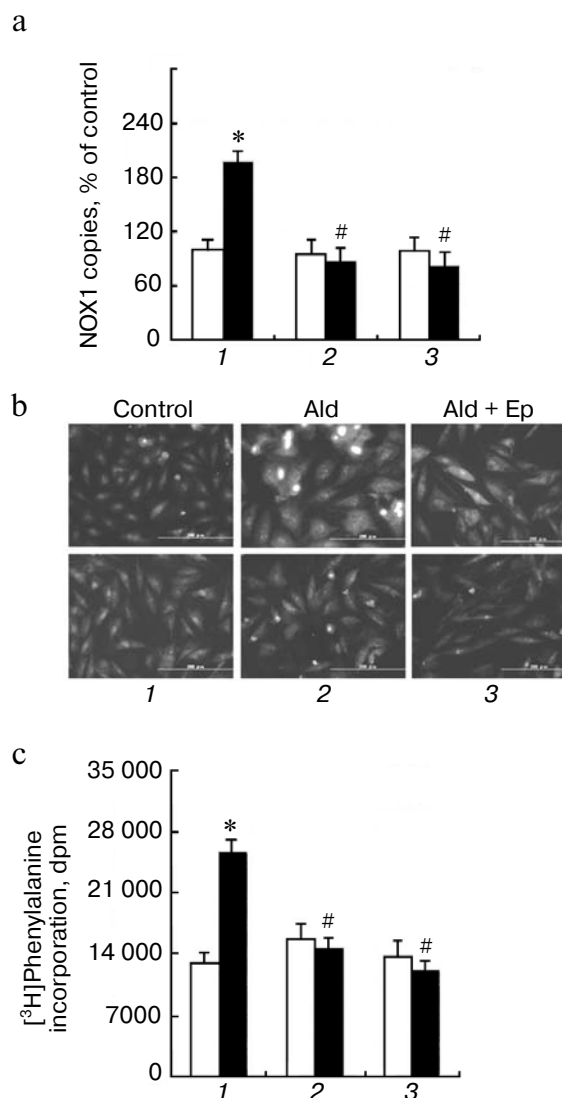 a
NOX1 copies, % of control
240
180
120
60
0
*
#
#
1
2
3
b
Control
Ald
Ald + Ep
1
2
3
c
[³H]Phenylalanine
incorporation, dpm
35 000
28 000
21 000
14 000
7000
0
*
#
#
1
2
3